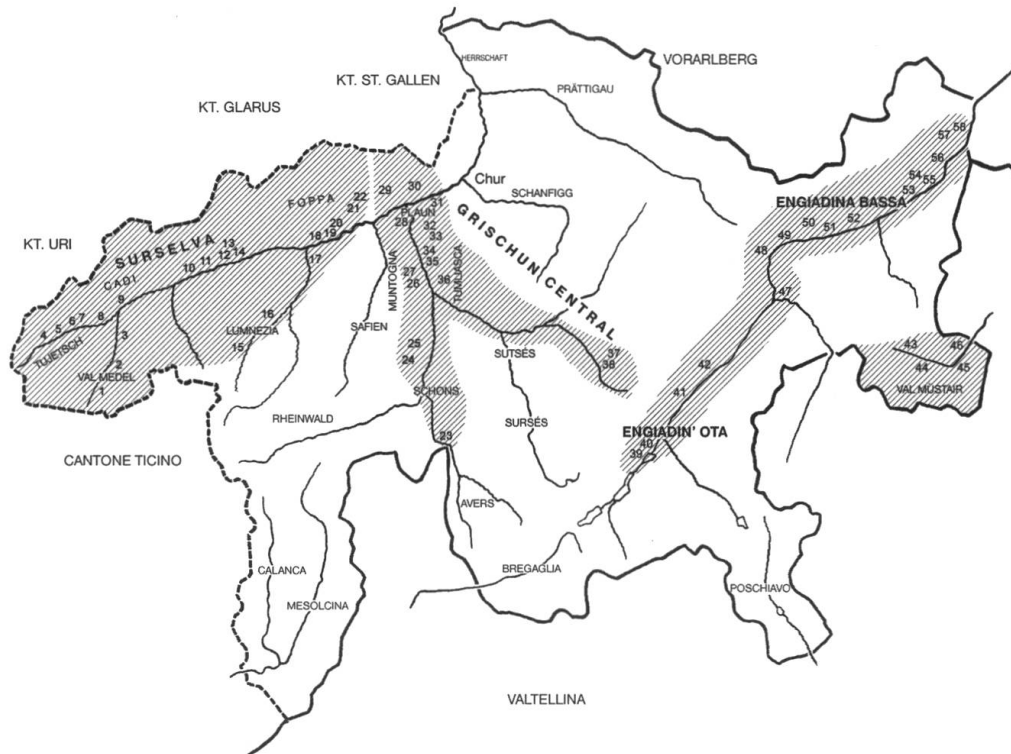 HERRSCHAFT
VORARLBERG
KT. ST. GALLEN
PRÄTTIGAU
KT. GLARUS
58
57
56
54
55
53
30
29
22
21
FOPPA
Chur
31
SCHANFIGG
ENGIADINA BASSA
PLAUN
28
32
33
20
19
18
17
50
51
52
49
48
KT. URI
SURSELVA
CADI
13
14
12
11
10
9
GRISCHUN CENTRAL
34
35
36
27
26
MUNTOGNA
TUMLIASCA
47
4
5
6
7
8
3
TUJETSCH
VAL MEDEL
2
1
16
LUMNEZIA
15
SAFIEN
25
24
SUTSÉS
37
38
43
44
46
45
VAL MÜSTAIR
42
41
SCHONS
RHEINWALD
SURSÉS
23
ENGIADIN' OTA
40
39
CANTONE TICINO
AVERS
CALANCA
BREGAGLIA
MESOLCINA
POSCHIAVO
VALTELLINA